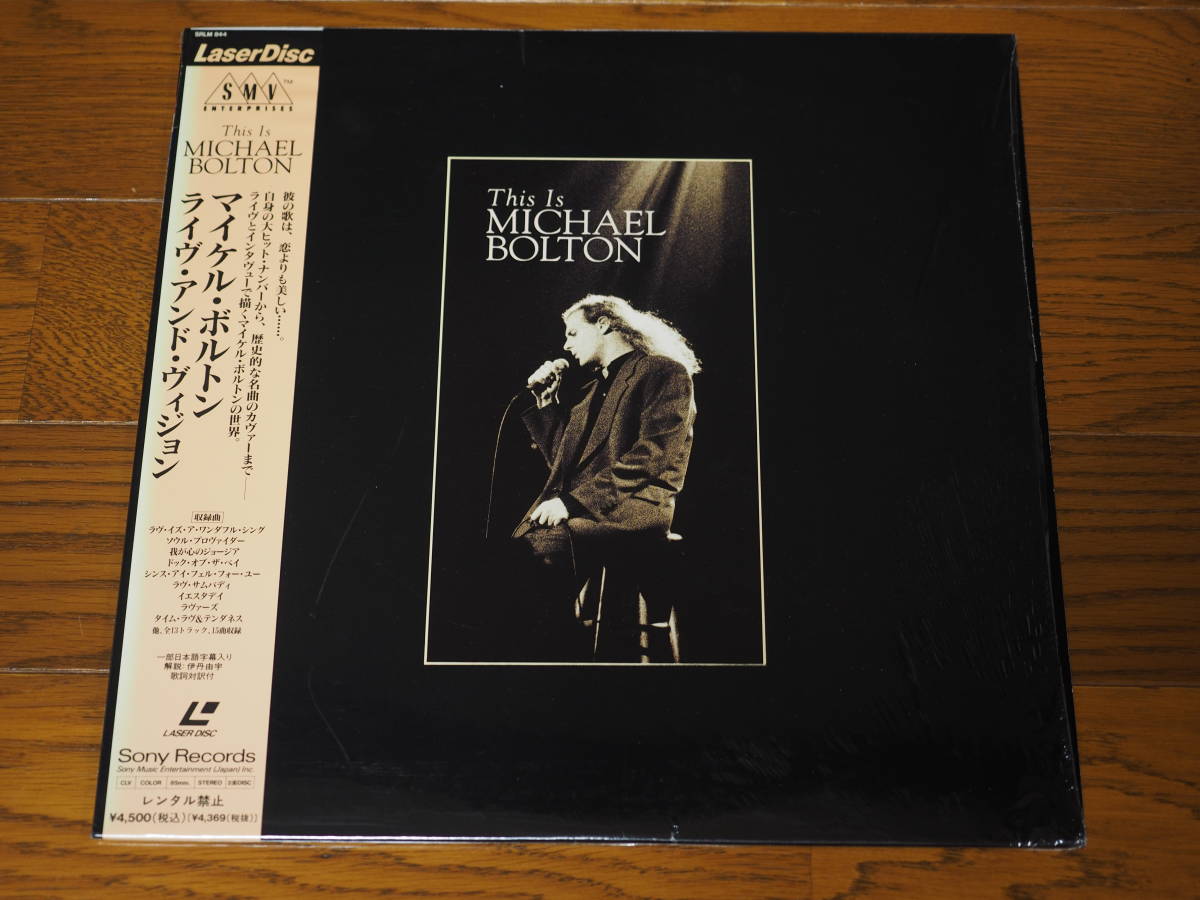 SRLM 844
LaserDisc
SMV™
ENTERPRISES
This Is
MICHAEL
BOLTON
彼の歌は、恋よりも美しい……。
自身の大ヒット・ナンバーから、歴史的な名曲のカヴァーまで——
ライヴとインタヴューで描くマイケル・ボルトンの世界。
マイケル・ボルトン
ライヴ・アンド・ヴィジョン
収録曲
ラヴ・イズ・ア・ワンダフル・シング
ソウル・プロヴァイダー
我が心のジョージア
ドック・オブ・ザ・ベイ
シンス・アイ・フェル・フォー・ユー
ラヴ・サムバディ
イエスタデイ
ラヴァーズ
タイム・ラヴ&テンダネス
他、全13トラック、15曲収録
一部日本語字幕入り
解説:伊丹由宇
歌詞対訳付
LASER DISC
Sony Records
Sony Music Entertainment (Japan) Inc.
CLV COLOR 85min. STEREO 2面DISC
レンタル禁止
¥4,500(税込)[¥4,369(税抜)]
This Is
MICHAEL
BOLTON